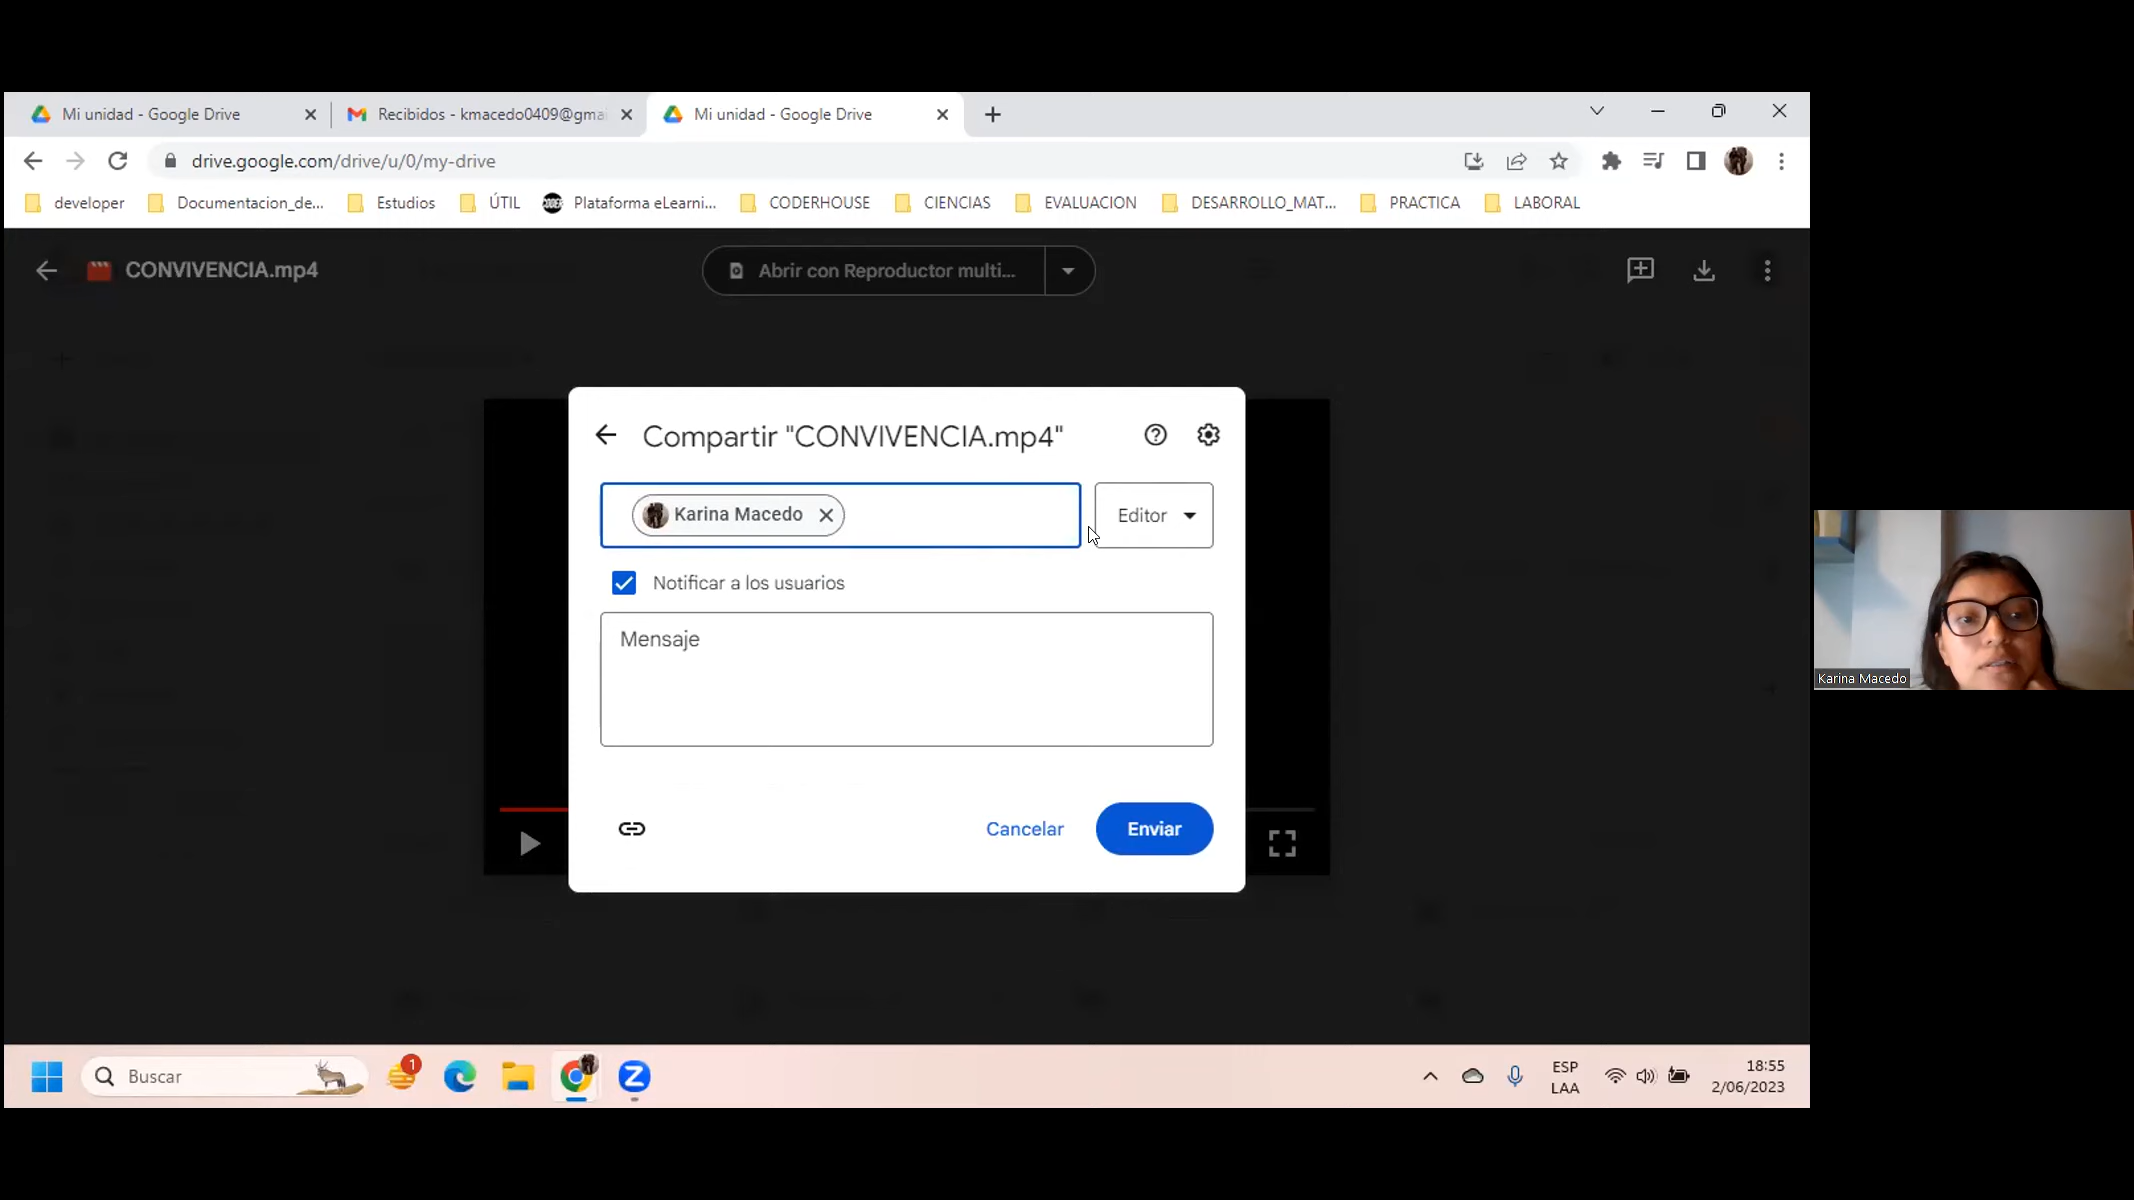 Mi unidad - Google Drive
Recibidos - kmacedo0409@gma
Mi unidad - Google Drive
drive.google.com/drive/u/0/my-drive
developer
Documentacion_de...
Estudios
ÚTIL
Plataforma eLearni...
CODERHOUSE
CIENCIAS
EVALUACION
DESARROLLO_MAT...
PRACTICA
LABORAL
CONVIVENCIA.mp4
Abrir con Reproductor multi...
Compartir "CONVIVENCIA.mp4"
Karina Macedo
Editor
Notificar a los usuarios
Mensaje
Cancelar
Enviar
Karina Macedo
Buscar
1
ESP
LAA
18:55
2/06/2023